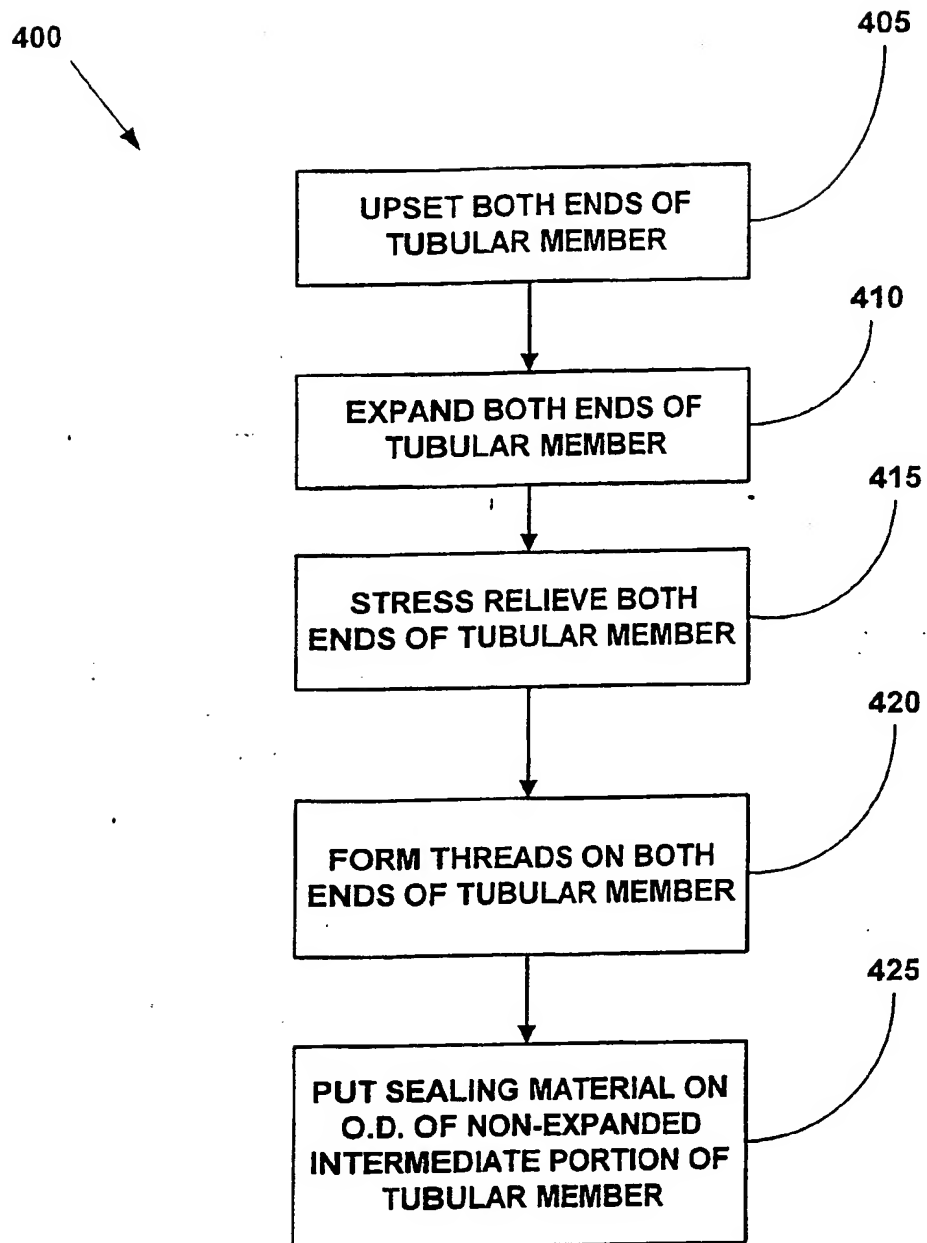 400
405
UPSET BOTH ENDS OF
TUBULAR MEMBER
410
EXPAND BOTH ENDS OF
TUBULAR MEMBER
415
STRESS RELIEVE BOTH
ENDS OF TUBULAR MEMBER
420
FORM THREADS ON BOTH
ENDS OF TUBULAR MEMBER
425
PUT SEALING MATERIAL ON
O.D. OF NON-EXPANDED
INTERMEDIATE PORTION OF
TUBULAR MEMBER